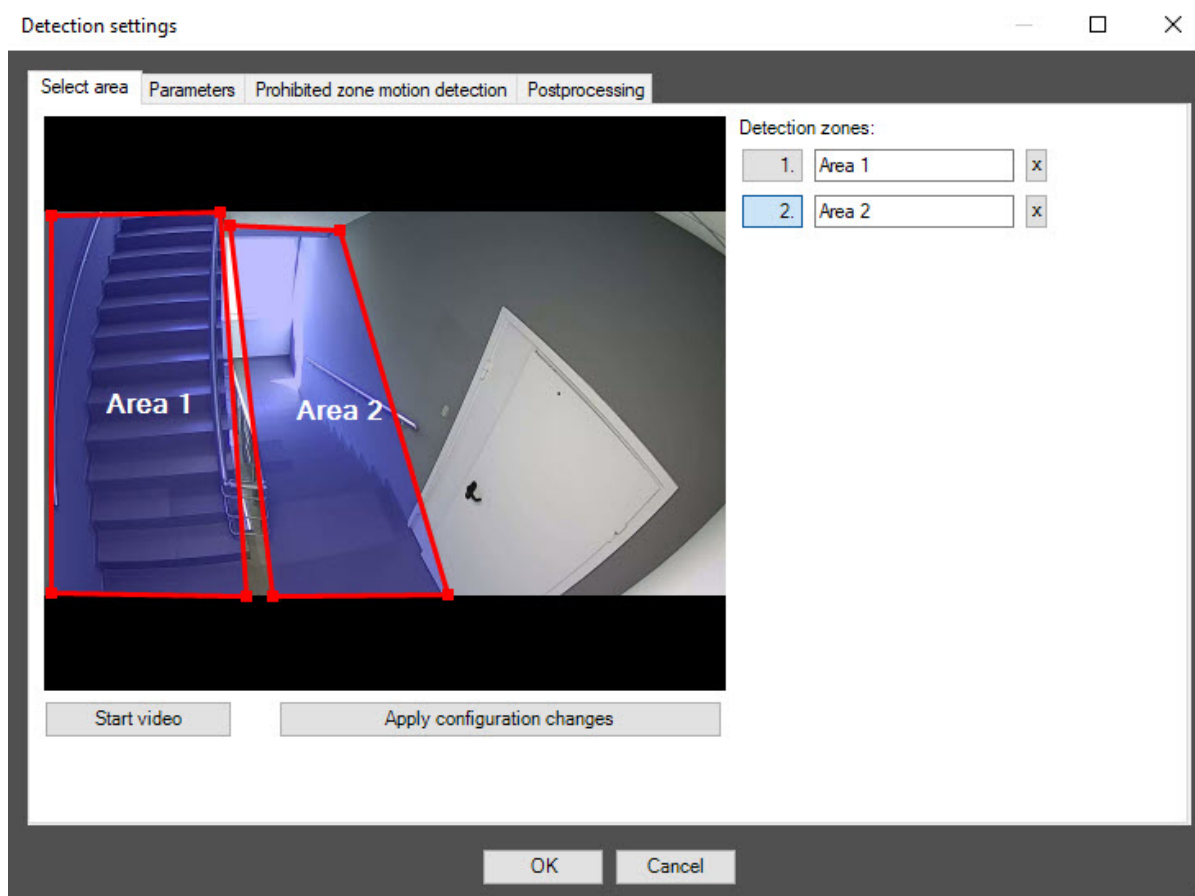 Detection settings
Select area Parameters Prohibited zone motion detection Postprocessing
Detection zones:
1. Area 1 x
2. Area 2 x
Area 1 Area 2
Start video Apply configuration changes
OK Cancel